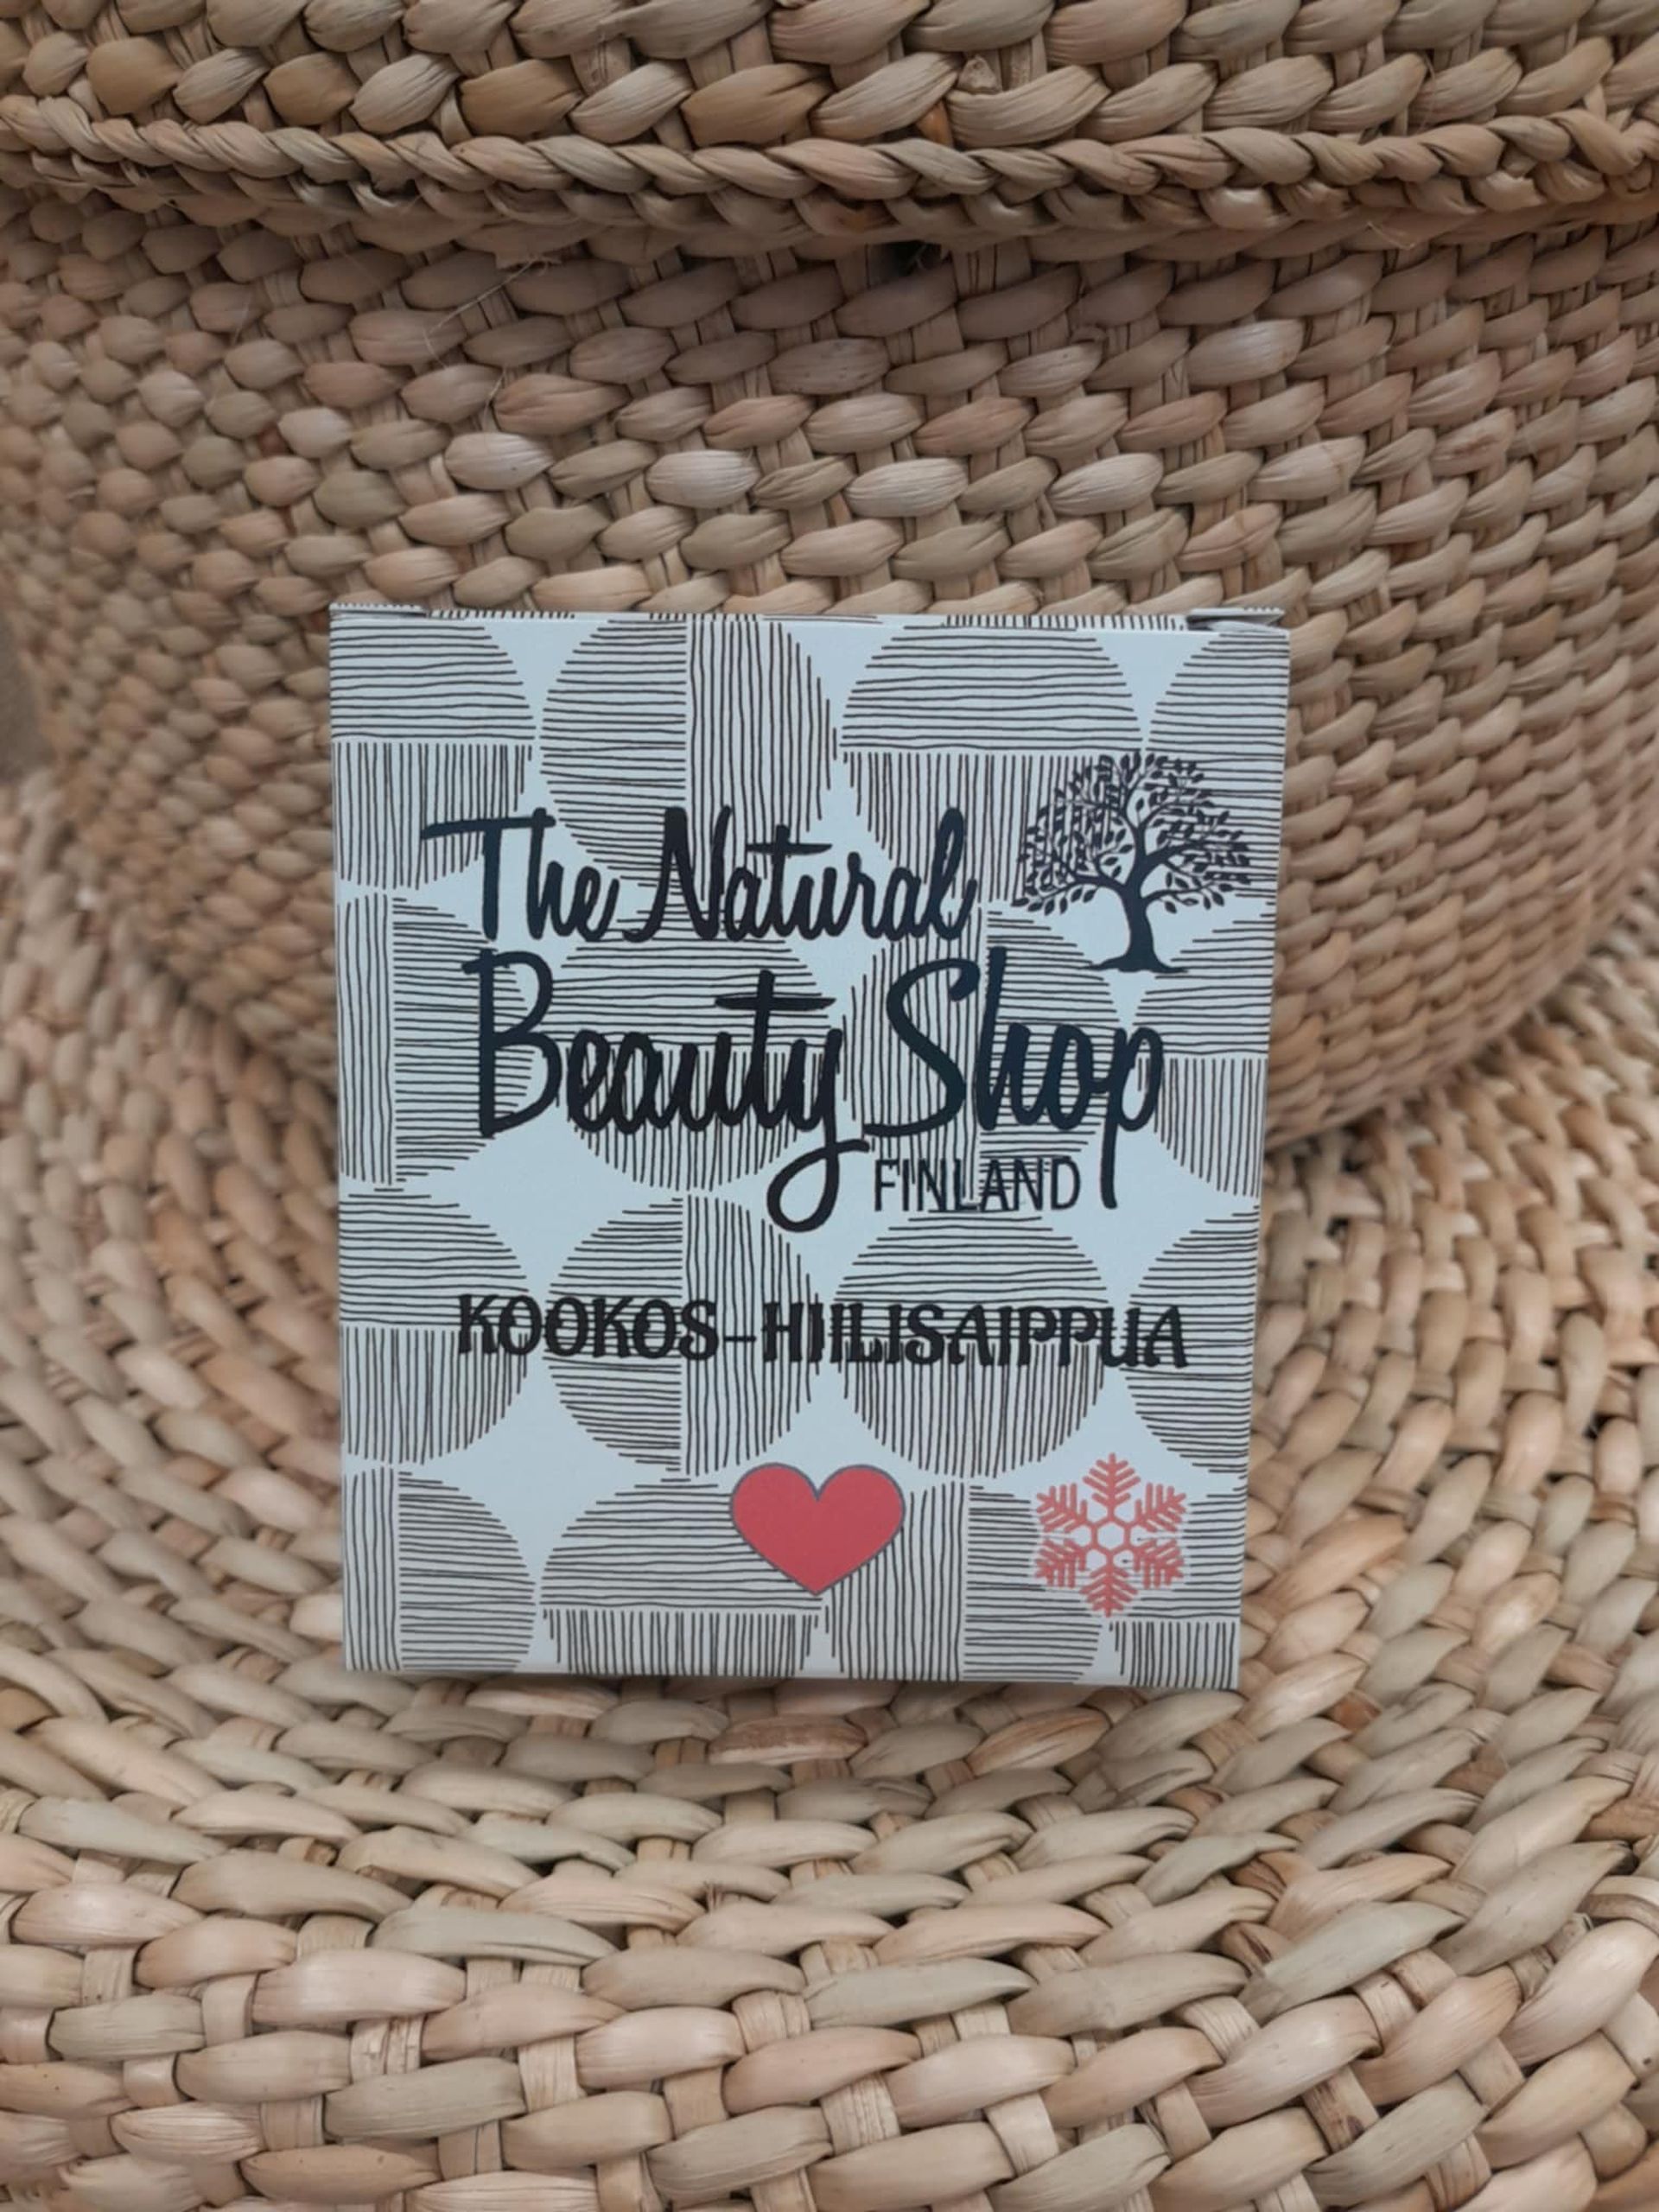 The Natural
Beauty Shop
FINLAND
KOOKOS-HIILISAIPPUA